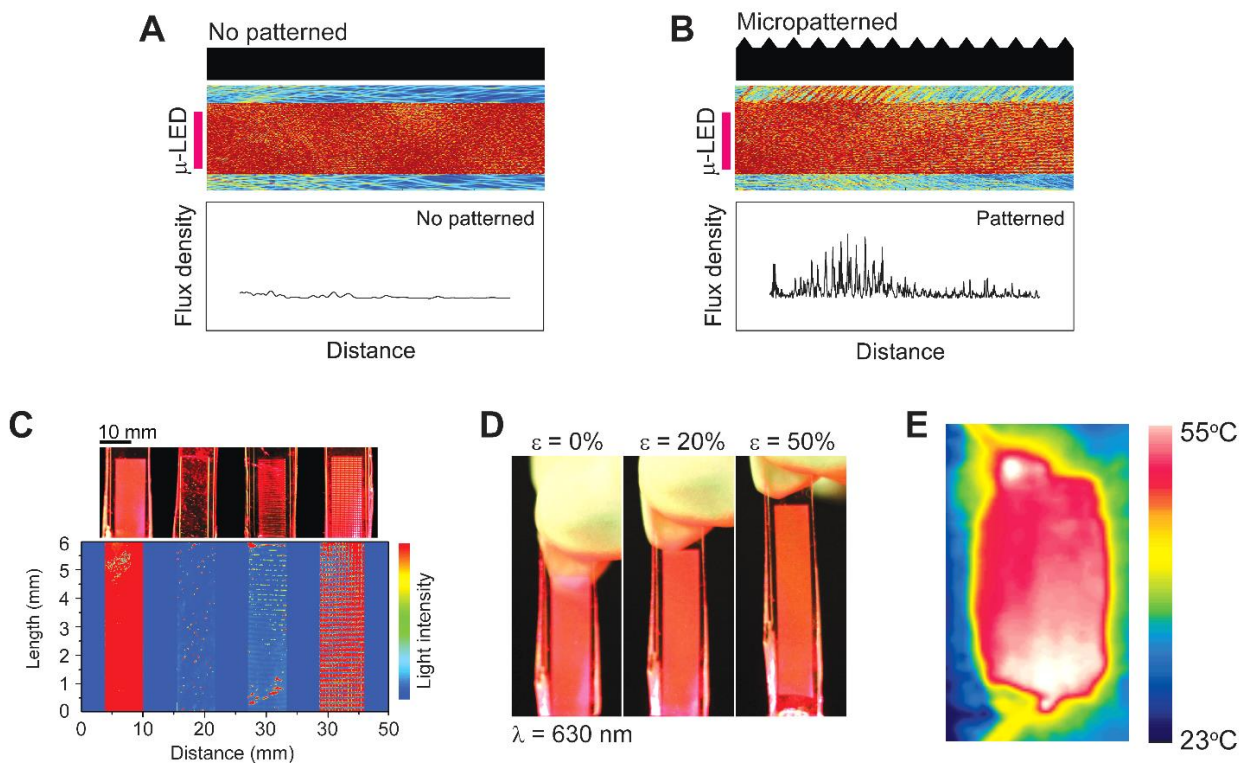 A
No patterned
μ-LED
No patterned
Flux density
Distance
B
Micropatterned
μ-LED
Patterned
Flux density
Distance
C
10 mm
6
5
4
3
2
1
0
Length (mm)
0 10 20 30 20 50
Distance (mm)
Light intensity
D
ε = 0% ε = 20% ε = 50%
λ = 630 nm
E
55°C
23°C